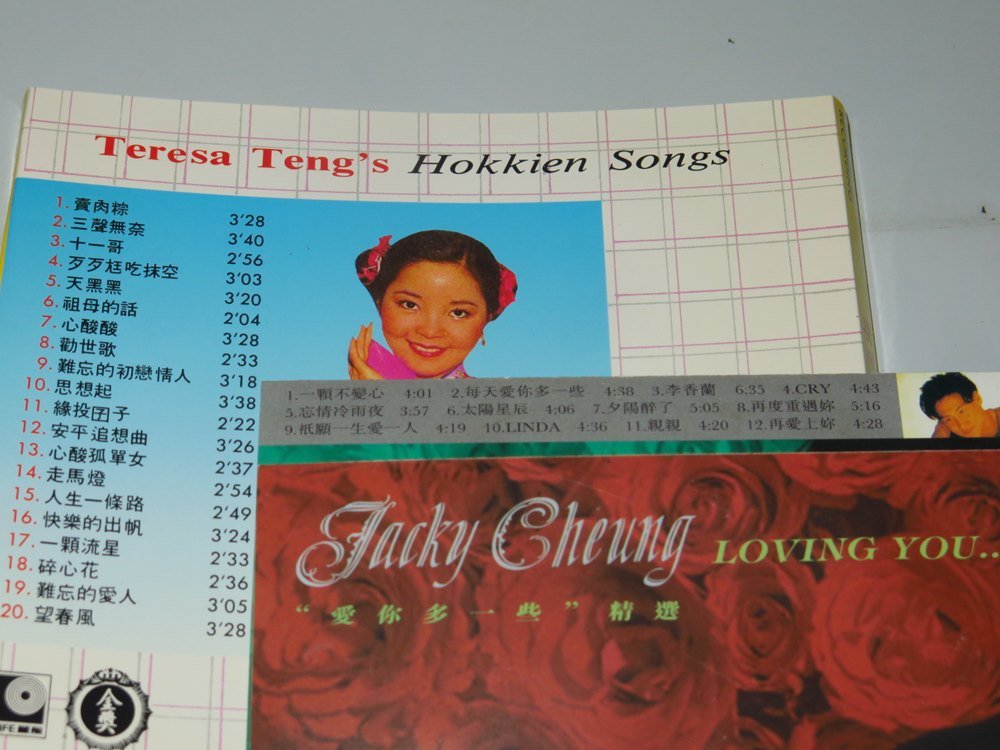 Teresa Teng's Hokkien Songs
1. 賣肉粽 3'28
2. 三聲無奈 3'40
3. 十一哥 2'56
4. 歹歹尪吃抹空 3'03
5. 天黑黑 3'20
6. 祖母的話 2'04
7. 心酸酸 3'28
8. 勸世歌 2'33
9. 難忘的初戀情人 3'18
10. 思想起 3'38
11. 緣投囝子 2'22
12. 安平追想曲 3'26
13. 心酸孤單女 2'37
14. 走馬燈 2'54
15. 人生一條路 2'49
16. 快樂的出帆 3'24
17. 一顆流星 2'33
18. 碎心花 2'36
19. 難忘的愛人 3'05
20. 望春風 3'28
金獎
1.一顆不變心 4:01 2.每天愛你多一些 4:38 3.李香蘭 6:35 4.CRY 4:43
5.忘情冷雨夜 3:57 6.太陽星辰 4:06 7.夕陽醉了 5:05 8.再度重遇妳 5:16
9.祇願一生愛一人 4:19 10.LINDA 4:36 11.親親 4:20 12.再愛上妳 4:28
Jacky Cheung LOVING YOU...
"愛你多一些"精選